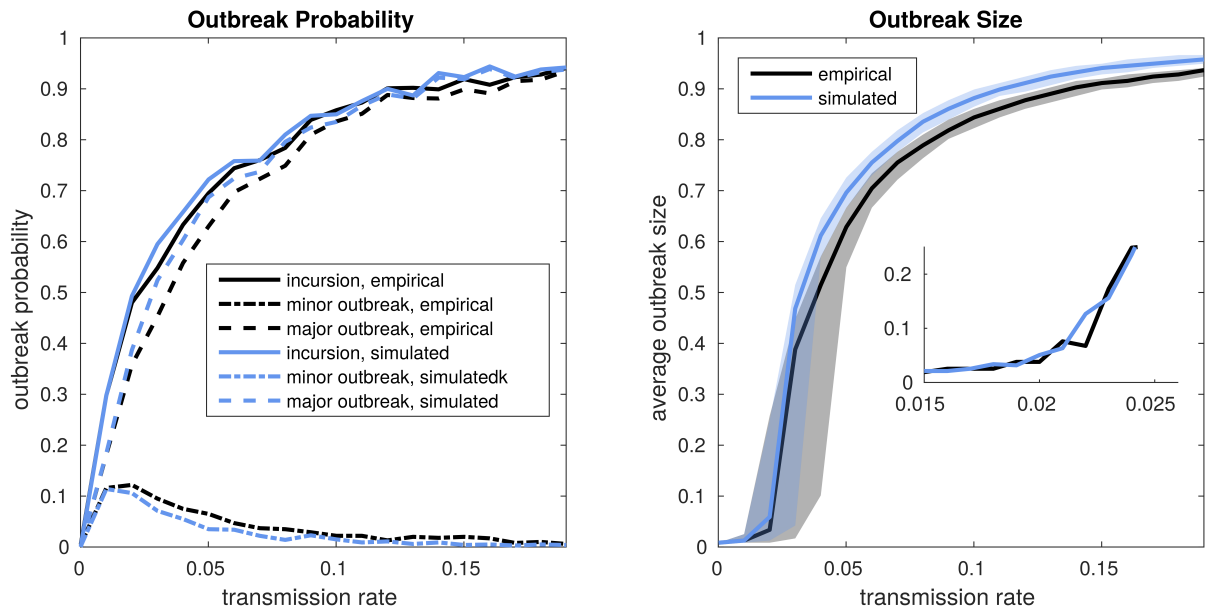 Outbreak Probability
1
0.9
0.8
0.7
0.6
0.5
0.4
0.3
0.2
0.1
0
outbreak probability
incursion, empirical
minor outbreak, empirical
major outbreak, empirical
incursion, simulated
minor outbreak, simulatedk
major outbreak, simulated
0 0.05 0.1 0.15
transmission rate
Outbreak Size
1
0.9
0.8
0.7
0.6
0.5
0.4
0.3
0.2
0.1
0
average outbreak size
empirical
simulated
0.2
0.1
0
0.015 0.02 0.025
0 0.05 0.1 0.15
transmission rate